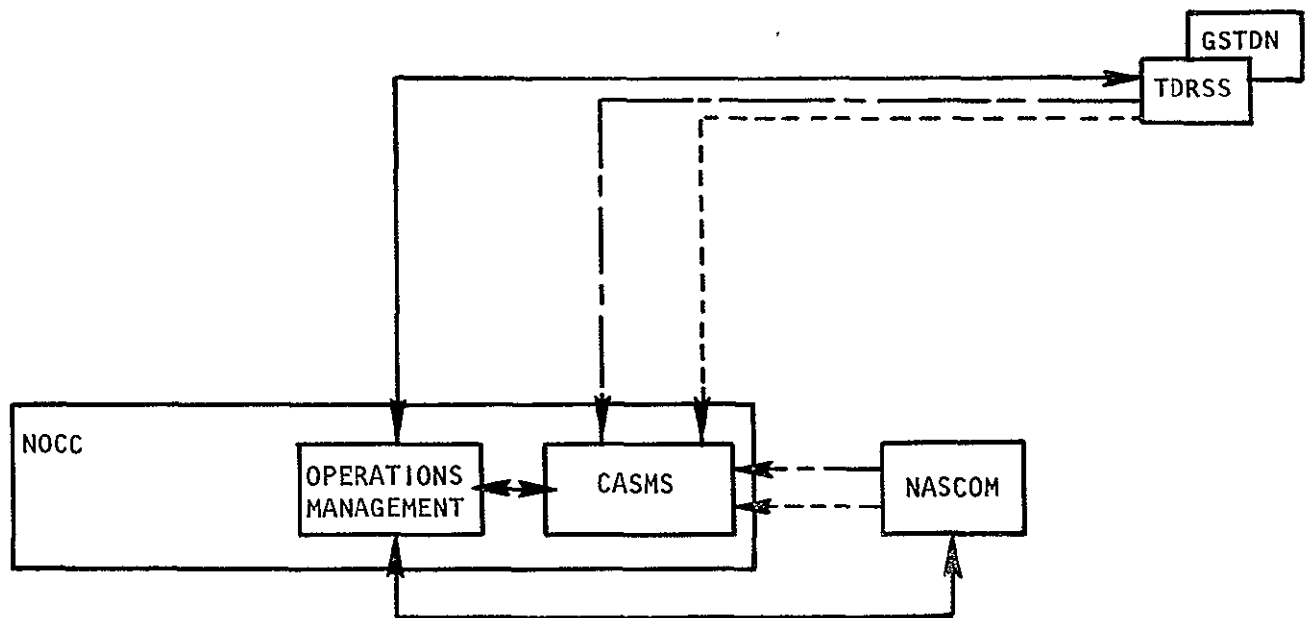 GSTDN
TDRSS
NOCC
OPERATIONS
MANAGEMENT
CASMS
NASCOM